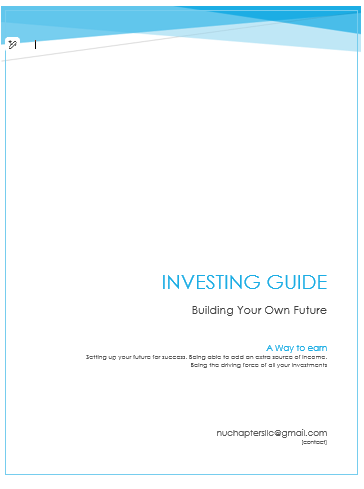 INVESTING GUIDE
Building Your Own Future
A Way to earn
Setting up your future for success. Being able to add an extra source of income.
Being the driving force of all your investments
nuchaptersllc@gmail.com
[contact]